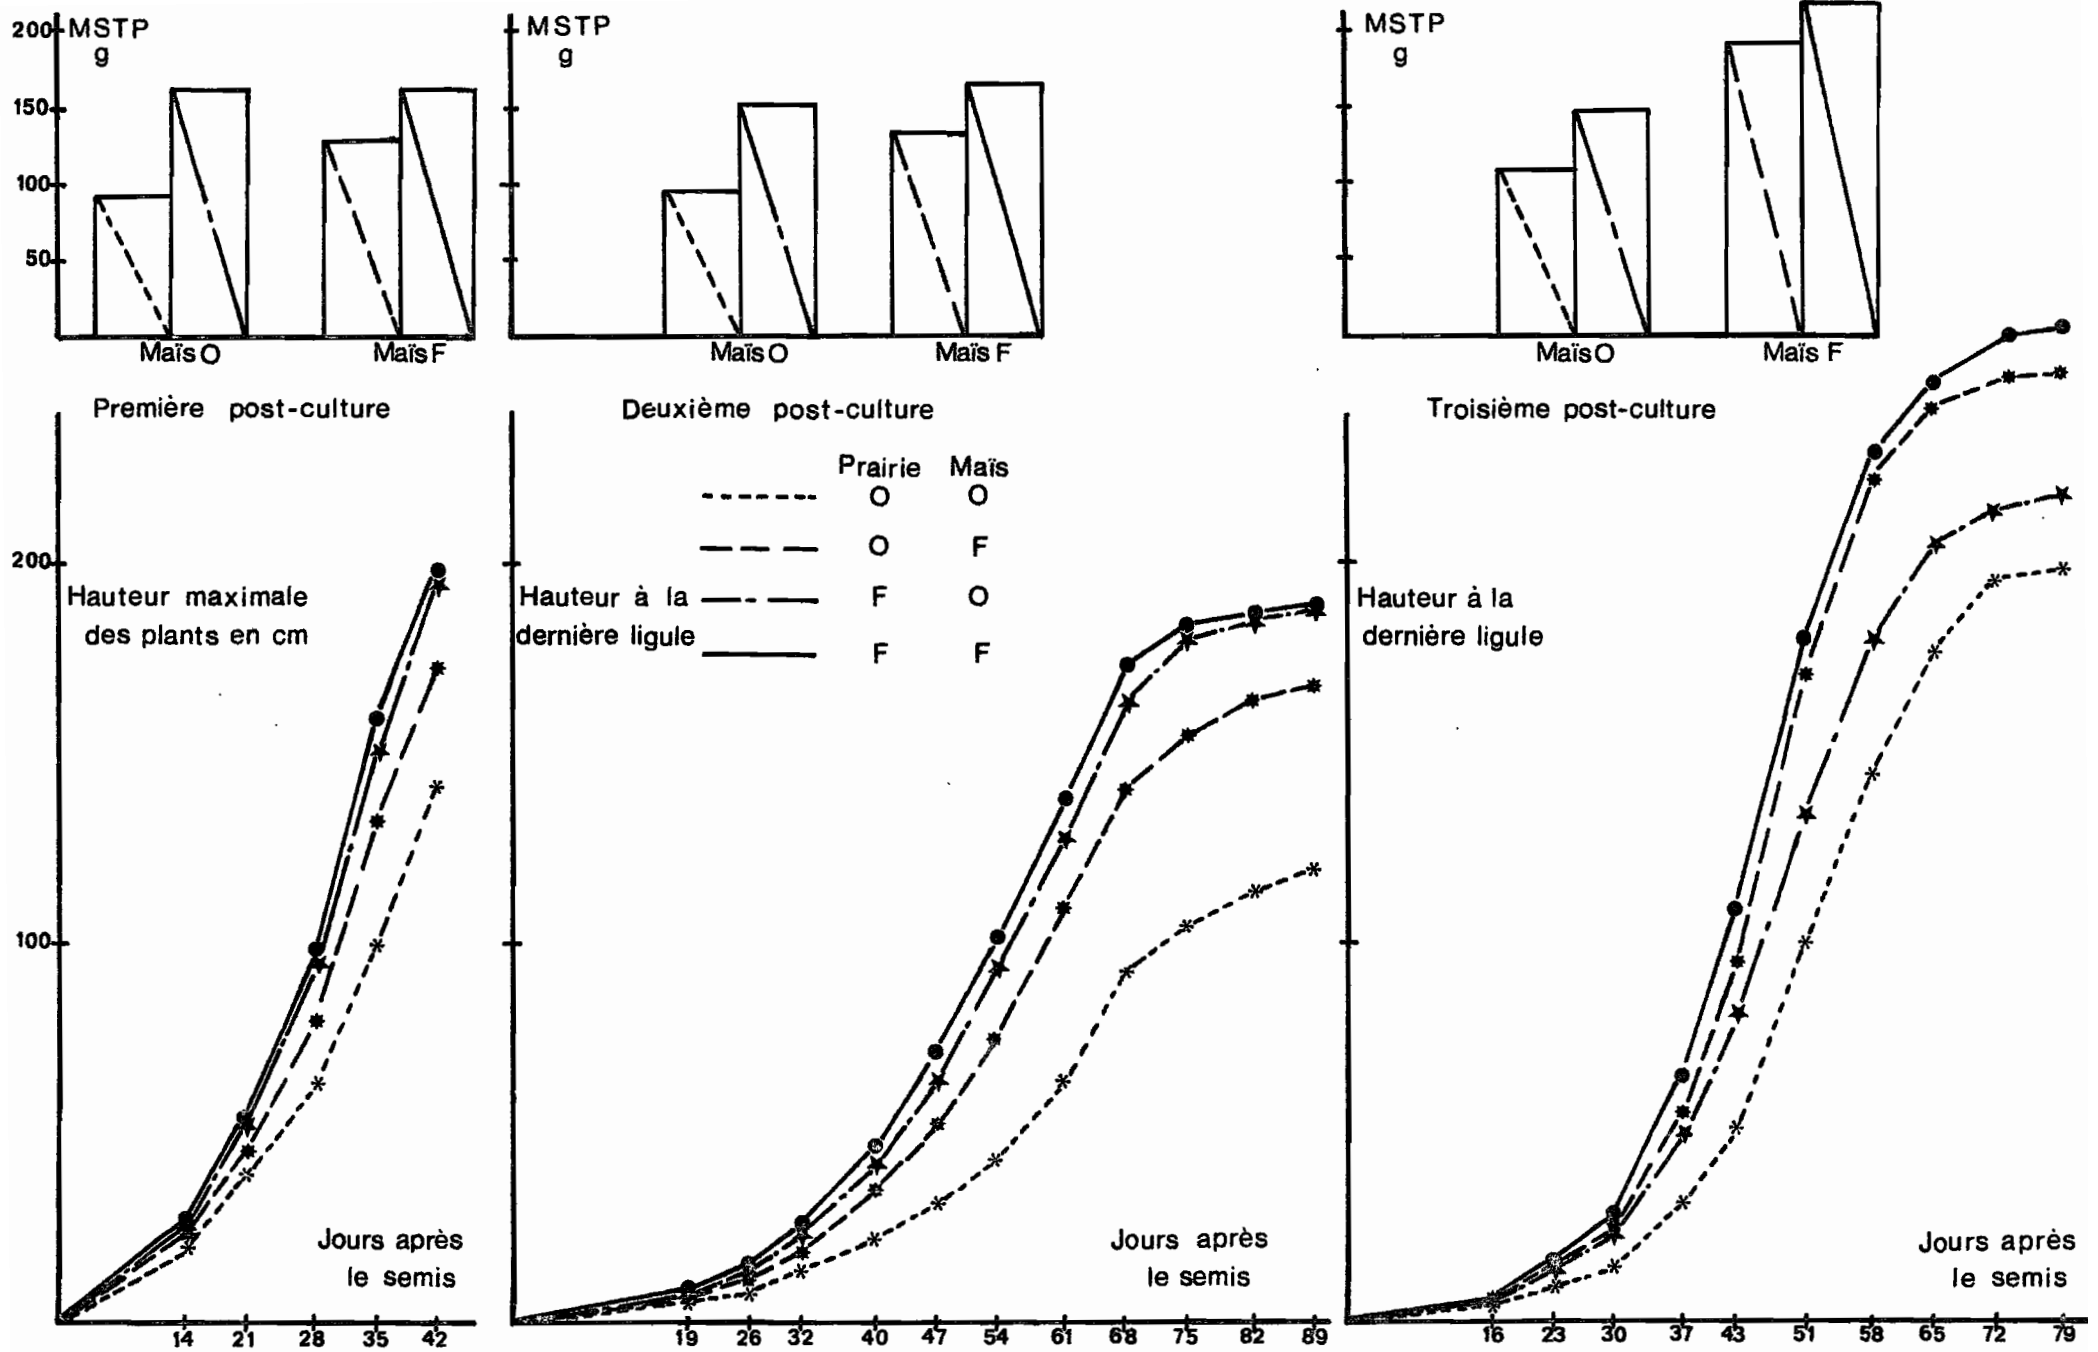 200 MSTP
g
150
100
50
Maïs O Maïs F
MSTP
g
Maïs O Maïs F
MSTP
g
Maïs O Maïs F
Première post-culture
200
Hauteur maximale
des plants en cm
100
Jours après
le semis
14 21 28 35 42
Deuxième post-culture
Prairie Maïs
O O
O F
F O
F F
Hauteur à la
dernière ligule
Jours après
le semis
19 26 32 40 47 54 61 68 75 82 89
Troisième post-culture
Hauteur à la
dernière ligule
Jours après
le semis
16 23 30 37 43 51 58 65 72 79